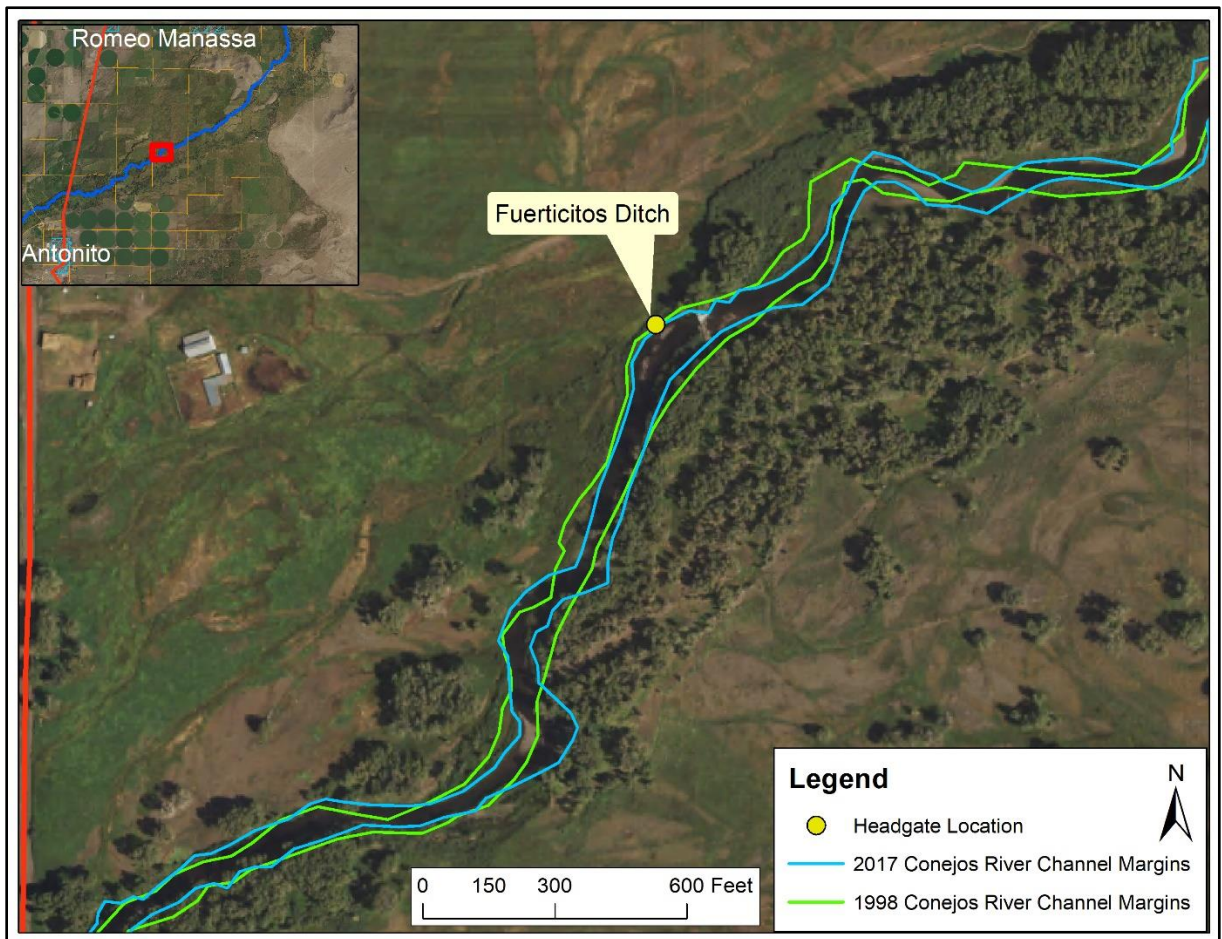 Romeo Manassa
Antonito
Fuerticitos Ditch
Legend
N
Headgate Location
2017 Conejos River Channel Margins
1998 Conejos River Channel Margins
0 150 300 600 Feet